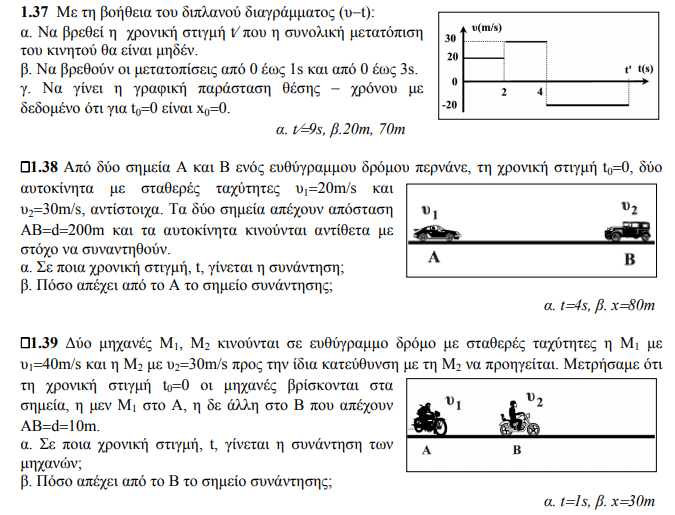 1.37 Με τη βοήθεια του διπλανού διαγράμματος (υ–t):
α. Να βρεθεί η χρονική στιγμή t′ που η συνολική μετατόπιση
του κινητού θα είναι μηδέν.
β. Να βρεθούν οι μετατοπίσεις από 0 έως 1s και από 0 έως 3s.
γ. Να γίνει η γραφική παράσταση θέσης – χρόνου με
δεδομένο ότι για t₀=0 είναι x₀=0.
α. t′=9s, β.20m, 70m
υ(m/s)
30
20
0
-20
2
4
t' t(s)
□1.38 Από δύο σημεία Α και Β ενός ευθύγραμμου δρόμου περνάνε, τη χρονική στιγμή t₀=0, δύο
αυτοκίνητα με σταθερές ταχύτητες υ₁=20m/s και
υ₂=30m/s, αντίστοιχα. Τα δύο σημεία απέχουν απόσταση
ΑΒ=d=200m και τα αυτοκίνητα κινούνται αντίθετα με
στόχο να συναντηθούν.
α. Σε ποια χρονική στιγμή, t, γίνεται η συνάντηση;
β. Πόσο απέχει από το Α το σημείο συνάντησης;
υ₁
υ₂
A
B
α. t=4s, β. x=80m
□1.39 Δύο μηχανές Μ₁, Μ₂ κινούνται σε ευθύγραμμο δρόμο με σταθερές ταχύτητες η Μ₁ με
υ₁=40m/s και η Μ₂ με υ₂=30m/s προς την ίδια κατεύθυνση με τη Μ₂ να προηγείται. Μετρήσαμε ότι
τη χρονική στιγμή t₀=0 οι μηχανές βρίσκονται στα
σημεία, η μεν Μ₁ στο Α, η δε άλλη στο Β που απέχουν
ΑΒ=d=10m.
α. Σε ποια χρονική στιγμή, t, γίνεται η συνάντηση των
μηχανών;
β. Πόσο απέχει από το Β το σημείο συνάντησης;
υ₁
υ₂
A
B
α. t=1s, β. x=30m